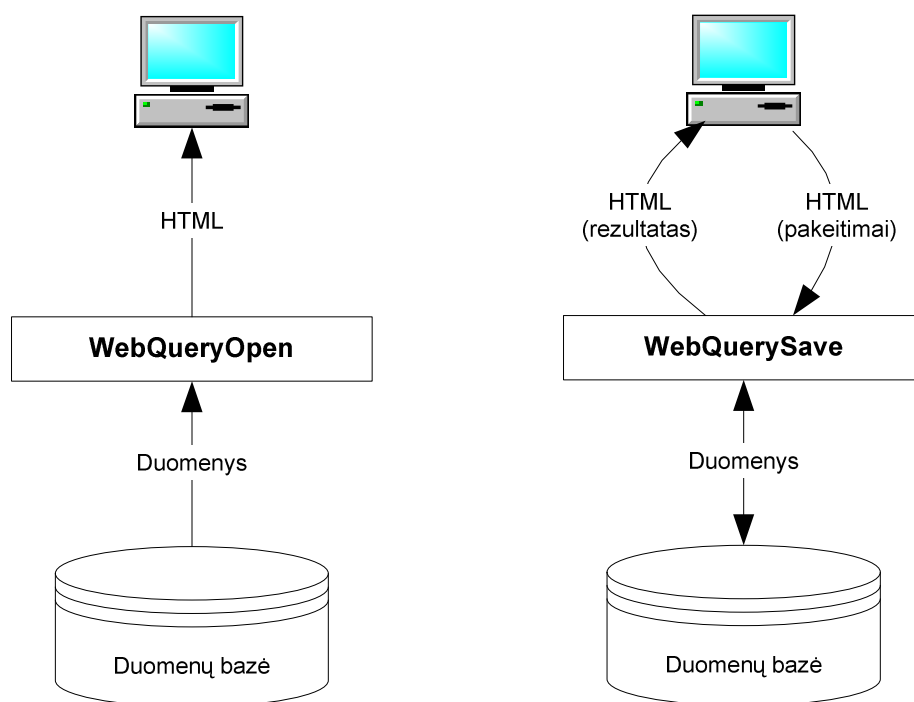 HTML
WebQueryOpen
Duomenys
Duomenų bazė
HTML
(rezultatas)
HTML
(pakeitimai)
WebQuerySave
Duomenys
Duomenų bazė